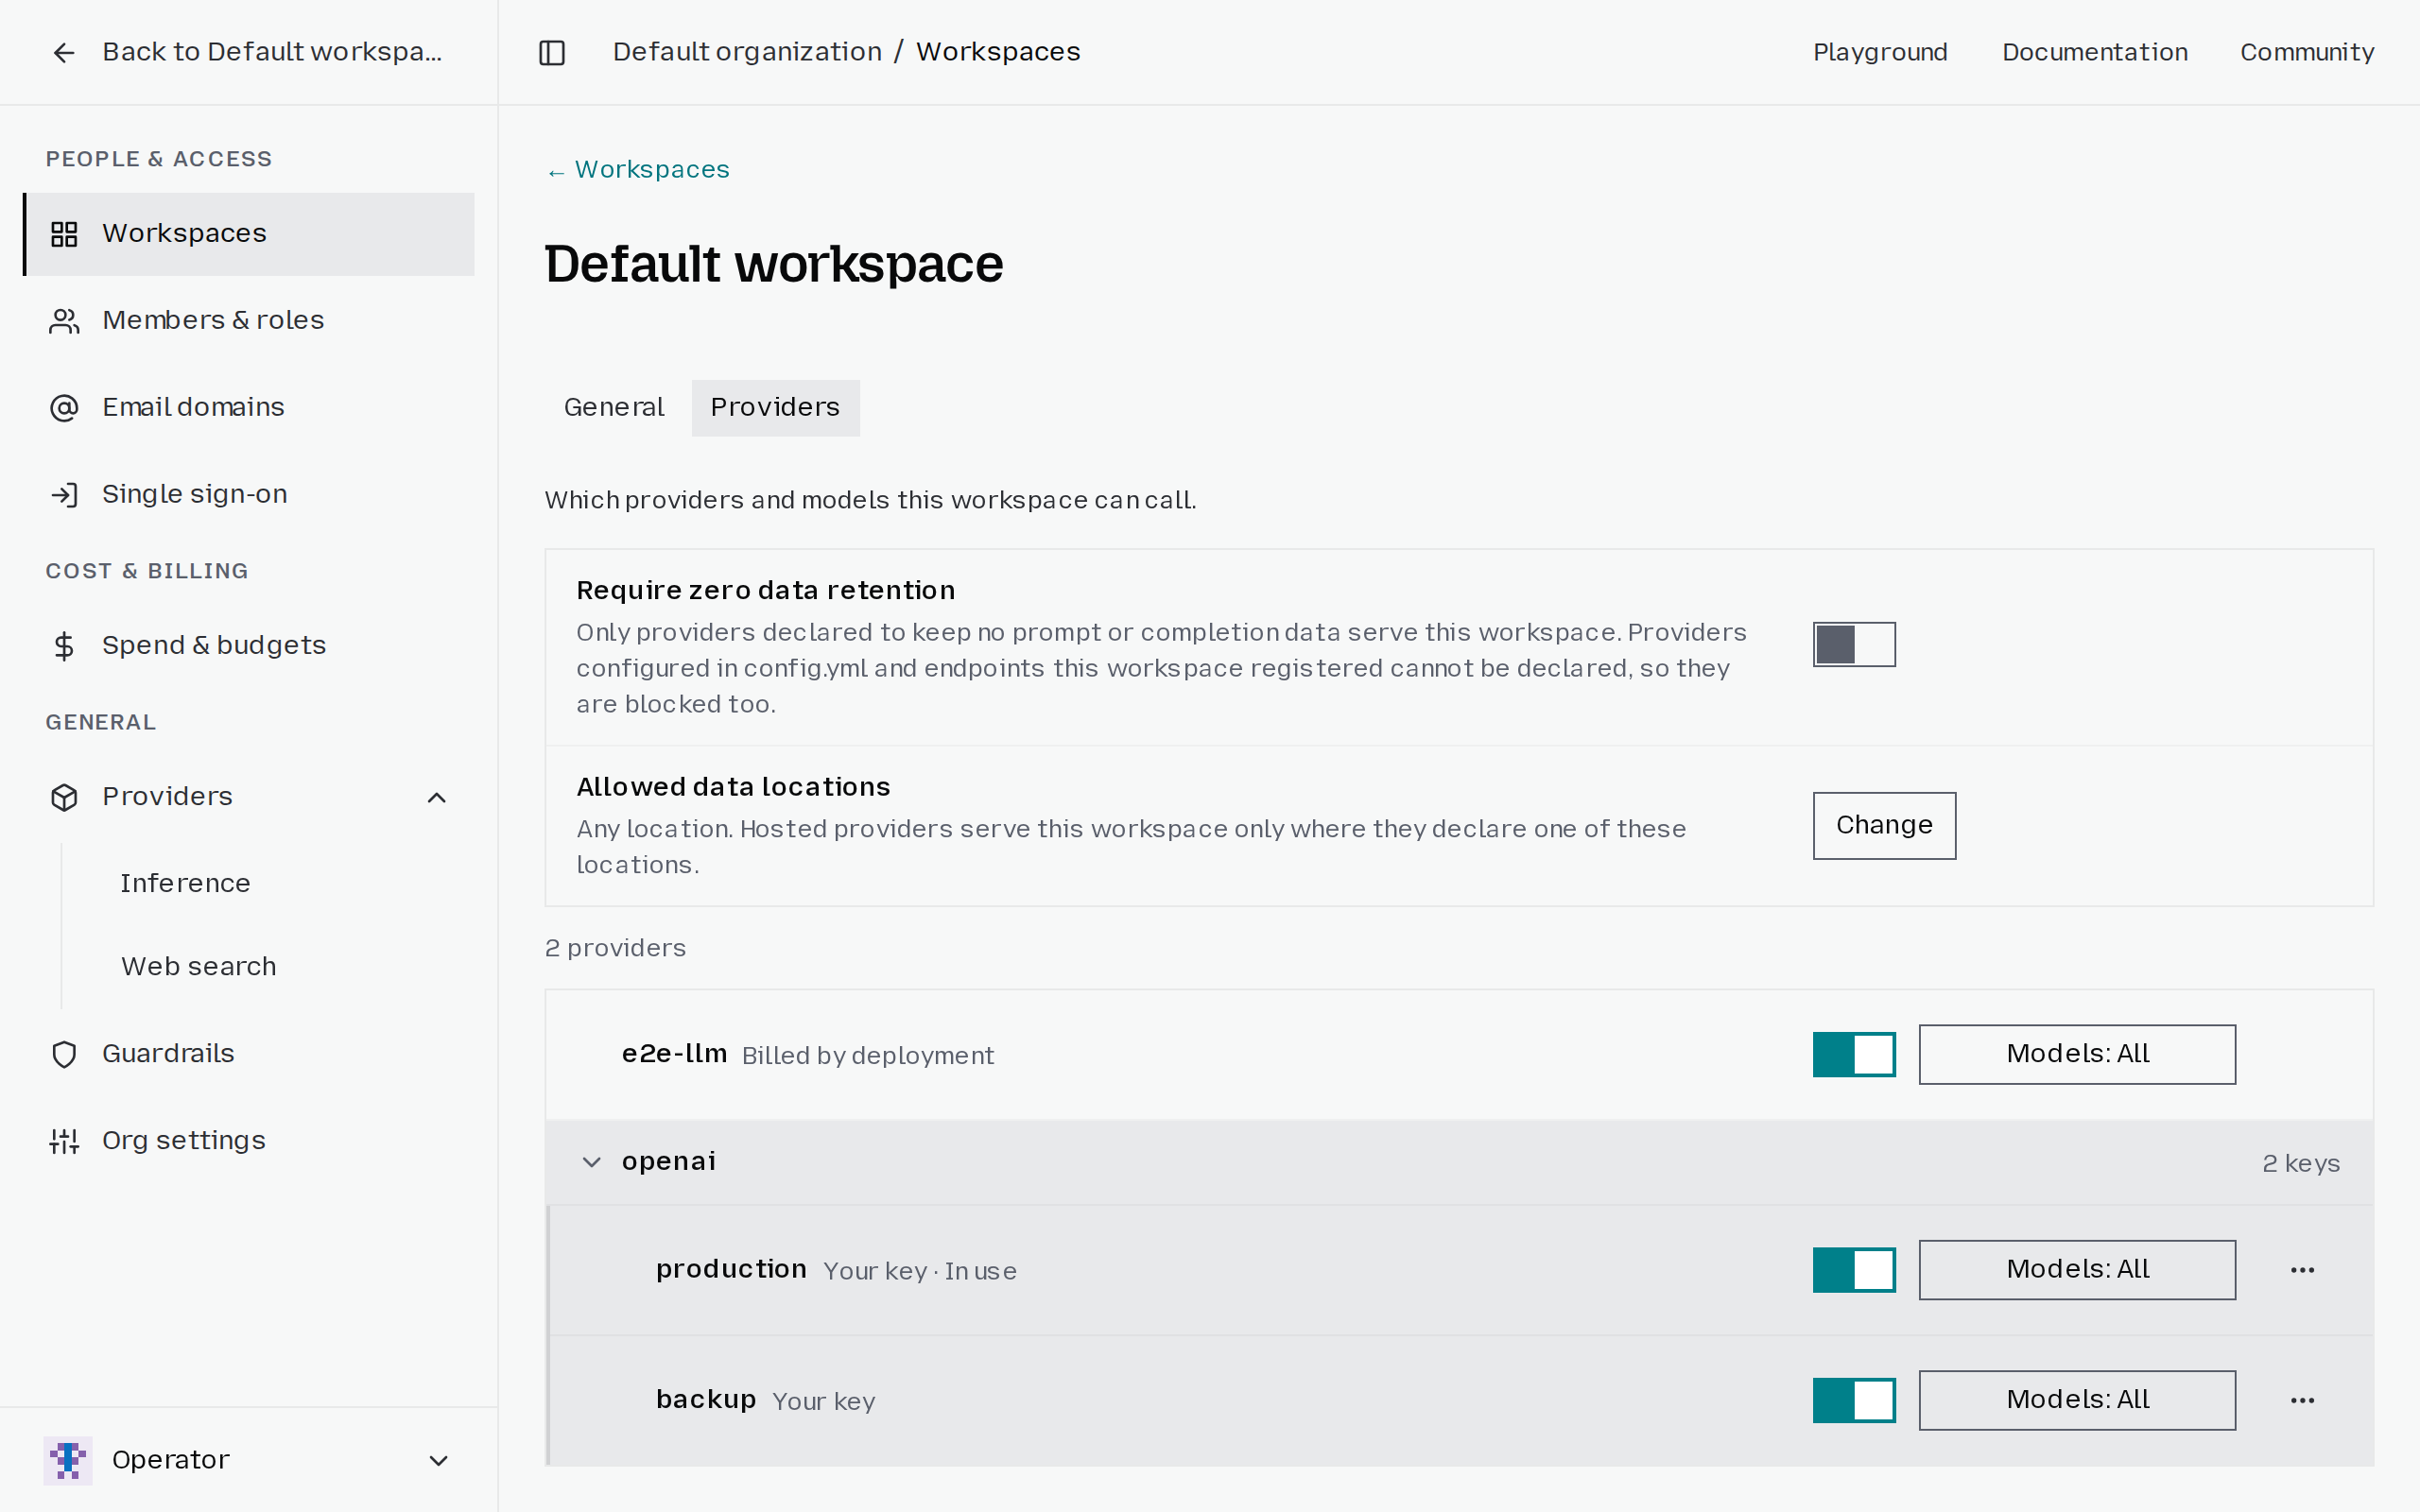 Back to Default workspa...
Default organization / Workspaces
Playground
Documentation
Community
PEOPLE & ACCESS
Workspaces
Members & roles
Email domains
Single sign-on
COST & BILLING
Spend & budgets
GENERAL
Providers
Inference
Web search
Guardrails
Org settings
Operator
← Workspaces
Default workspace
General
Providers
Which providers and models this workspace can call.
Require zero data retention
Only providers declared to keep no prompt or completion data serve this workspace. Providers
configured in config.yml and endpoints this workspace registered cannot be declared, so they
are blocked too.
Allowed data locations
Any location. Hosted providers serve this workspace only where they declare one of these
locations.
Change
2 providers
e2e-llm Billed by deployment
Models: All
openai
2 keys
production Your key · In use
Models: All
backup Your key
Models: All